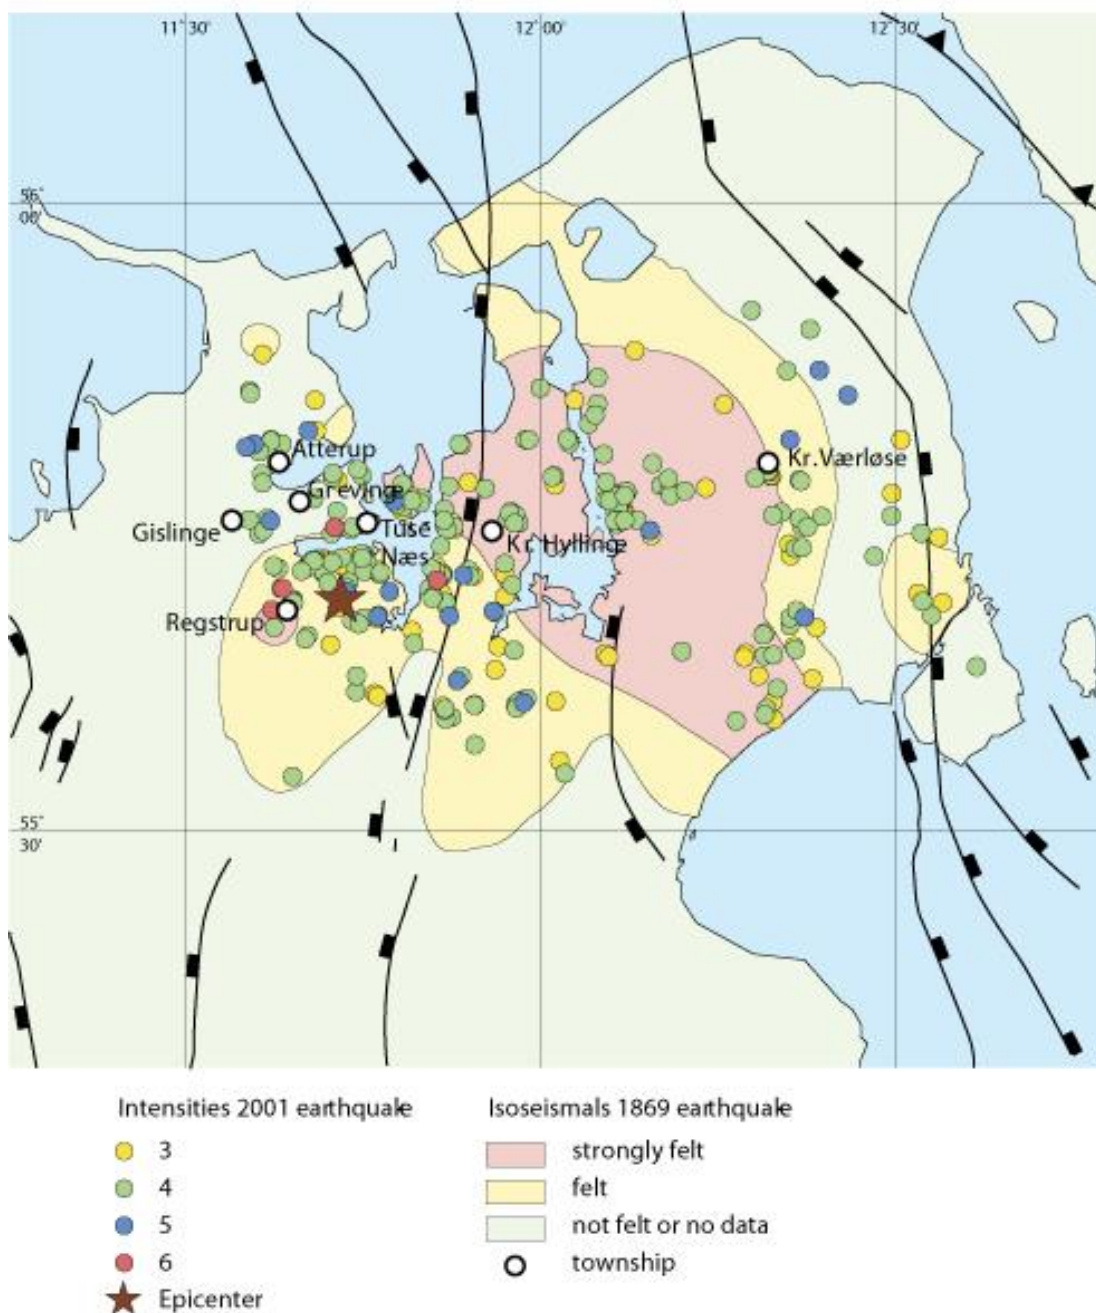 11°30'
12°00'
12°30'
56°
00'
Atterup
Grevinge
Kr.Værløse
Gislinge
Tuse
Næs
Kr. Hyllinge
Regstrup
55°
30'
Intensities 2001 earthquake
Isoseismals 1869 earthquake
3
strongly felt
4
felt
5
not felt or no data
6
township
Epicenter